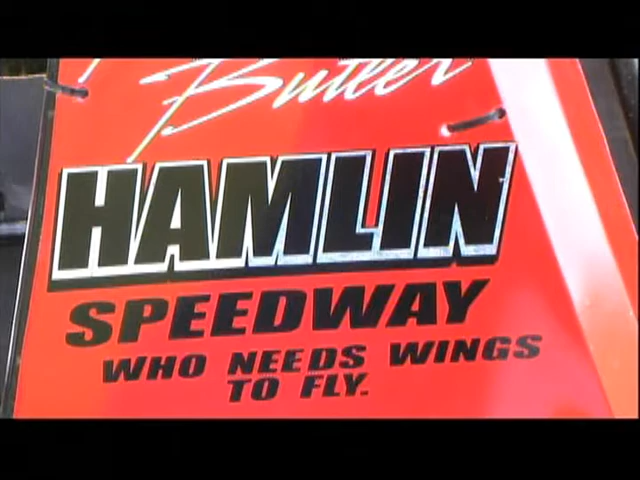 Butler
HAMLIN
SPEEDWAY
WHO NEEDS WINGS
TO FLY.